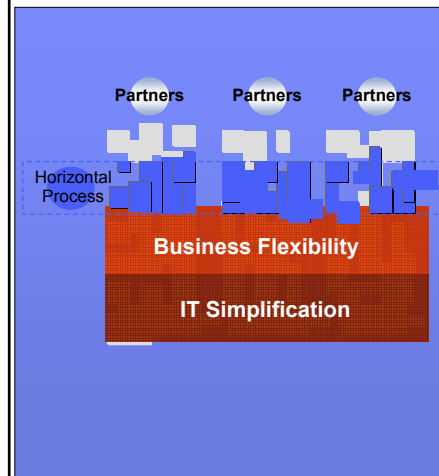 Partners Partners Partners
Horizontal
Process
Business Flexibility
IT Simplification